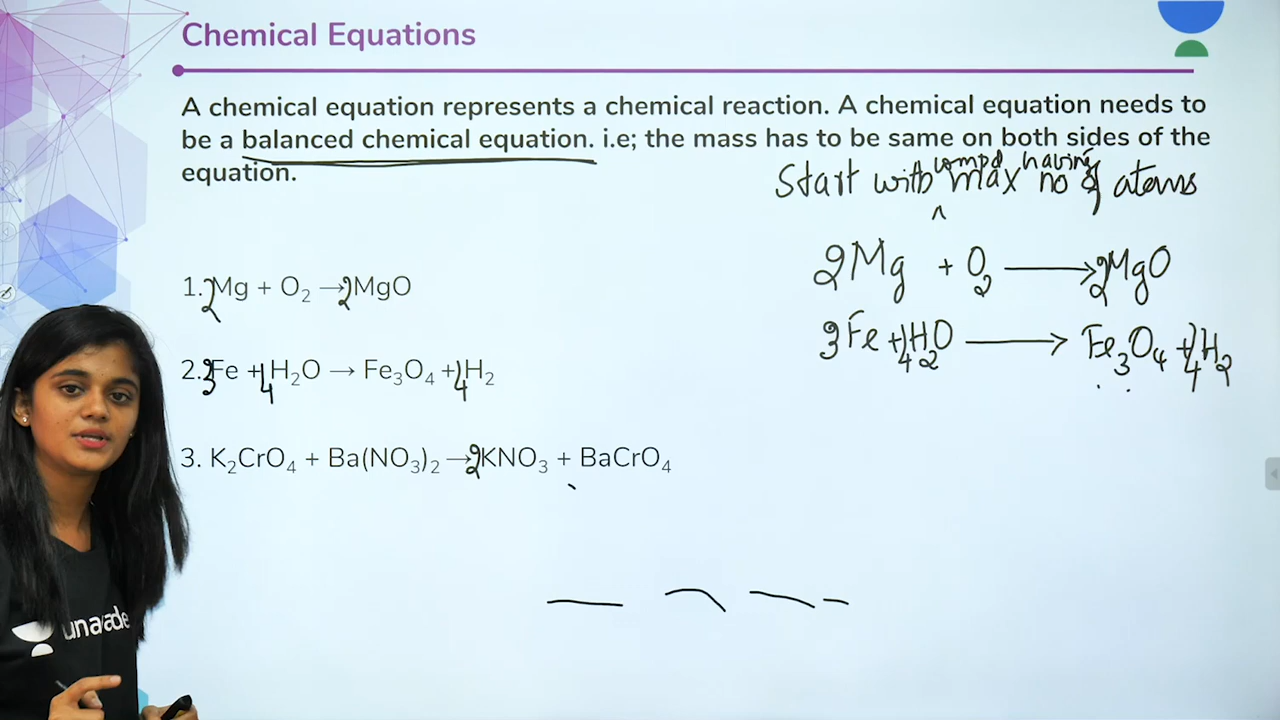 Chemical Equations
A chemical equation represents a chemical reaction. A chemical equation needs to
be a balanced chemical equation. i.e; the mass has to be same on both sides of the
equation.
Start with compd having max no of atoms
2Mg + O₂ → 2MgO
3Fe + 4H₂O → Fe₃O₄ + 4H₂
1. 2Mg + O₂ → 2MgO
2. 3Fe + 4H₂O → Fe₃O₄ + 4H₂
3. K₂CrO₄ + Ba(NO₃)₂ → 2KNO₃ + BaCrO₄
unacade